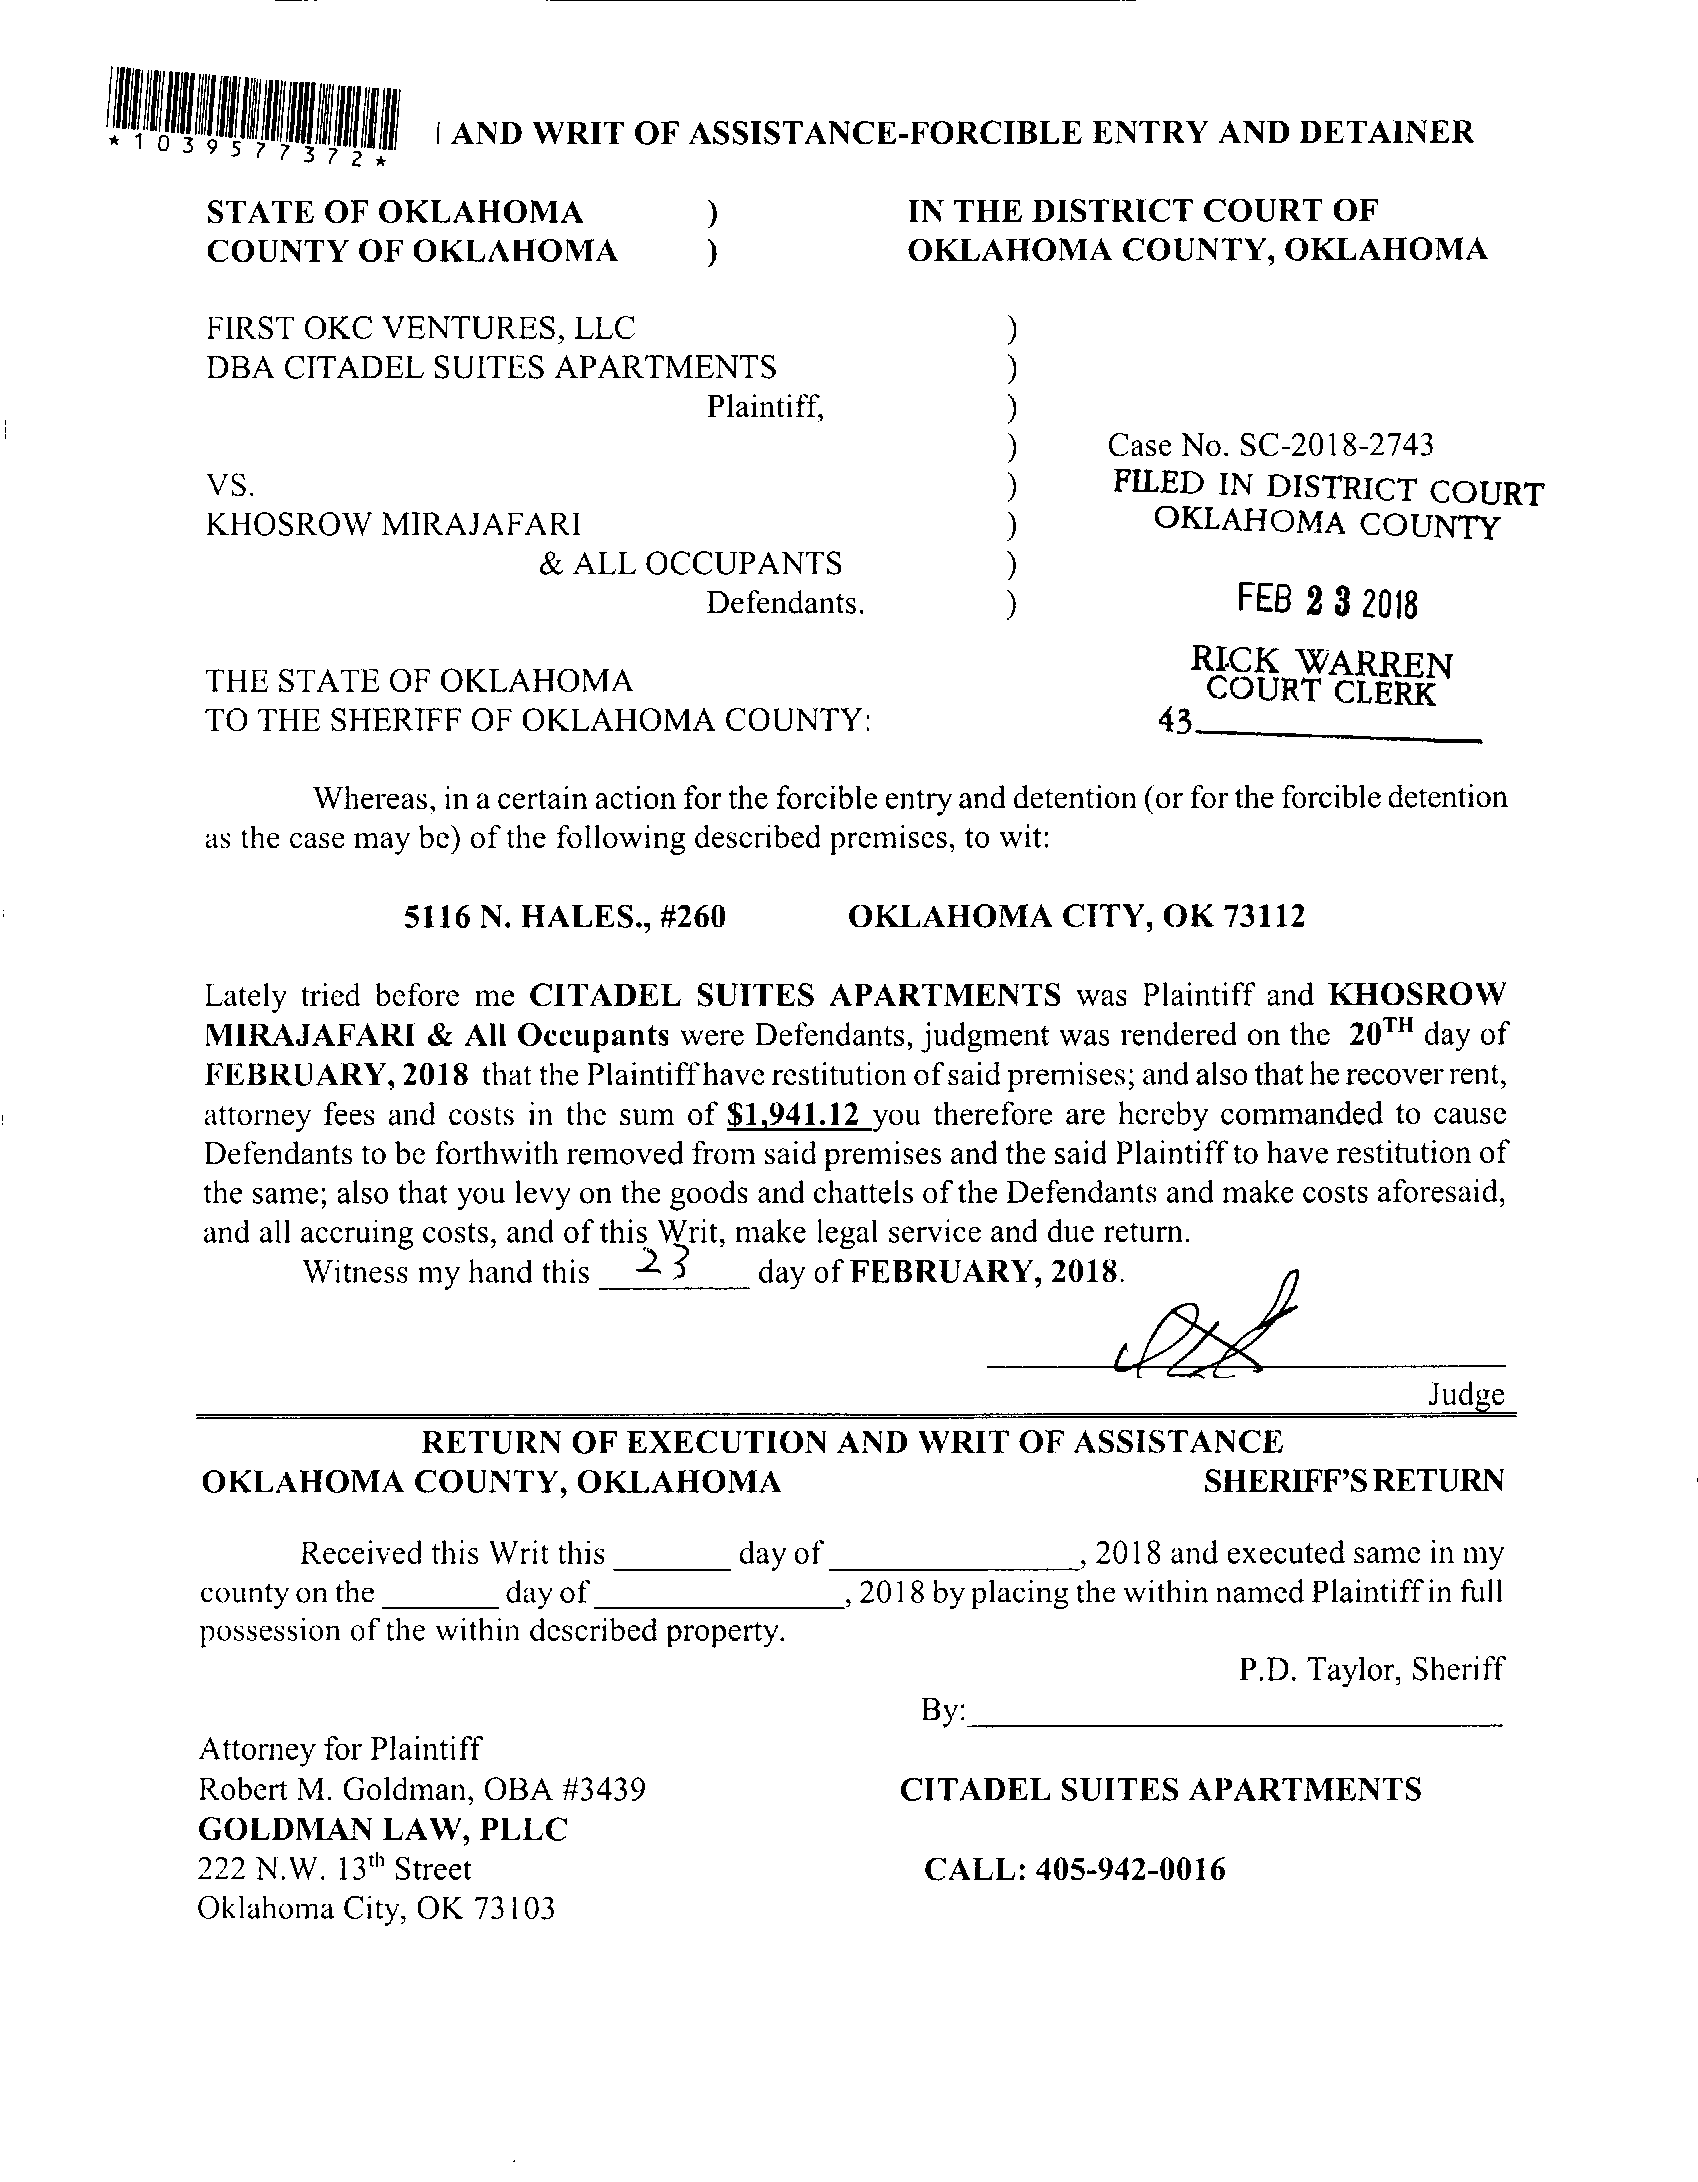 *1039577372*
AND WRIT OF ASSISTANCE-FORCIBLE ENTRY AND DETAINER
STATE OF OKLAHOMA ) IN THE DISTRICT COURT OF
COUNTY OF OKLAHOMA ) OKLAHOMA COUNTY, OKLAHOMA
FIRST OKC VENTURES, LLC )
DBA CITADEL SUITES APARTMENTS )
Plaintiff, )
) Case No. SC-2018-2743
VS. ) FILED IN DISTRICT COURT
KHOSROW MIRAJAFARI ) OKLAHOMA COUNTY
& ALL OCCUPANTS )
Defendants. ) FEB 23 2018
RICK WARREN
THE STATE OF OKLAHOMA COURT CLERK
TO THE SHERIFF OF OKLAHOMA COUNTY: 43
Whereas, in a certain action for the forcible entry and detention (or for the forcible detention
as the case may be) of the following described premises, to wit:
5116 N. HALES., #260 OKLAHOMA CITY, OK 73112
Lately tried before me CITADEL SUITES APARTMENTS was Plaintiff and KHOSROW
MIRAJAFARI & All Occupants were Defendants, judgment was rendered on the 20TH day of
FEBRUARY, 2018 that the Plaintiff have restitution of said premises; and also that he recover rent,
attorney fees and costs in the sum of $1,941.12 you therefore are hereby commanded to cause
Defendants to be forthwith removed from said premises and the said Plaintiff to have restitution of
the same; also that you levy on the goods and chattels of the Defendants and make costs aforesaid,
and all accruing costs, and of this Writ, make legal service and due return.
Witness my hand this 23 day of FEBRUARY, 2018.
Judge
RETURN OF EXECUTION AND WRIT OF ASSISTANCE
OKLAHOMA COUNTY, OKLAHOMA SHERIFF'S RETURN
Received this Writ this ________ day of ________________, 2018 and executed same in my
county on the ________ day of ________________, 2018 by placing the within named Plaintiff in full
possession of the within described property.
P.D. Taylor, Sheriff
By:________________
Attorney for Plaintiff
Robert M. Goldman, OBA #3439 CITADEL SUITES APARTMENTS
GOLDMAN LAW, PLLC
222 N.W. 13th Street CALL: 405-942-0016
Oklahoma City, OK 73103